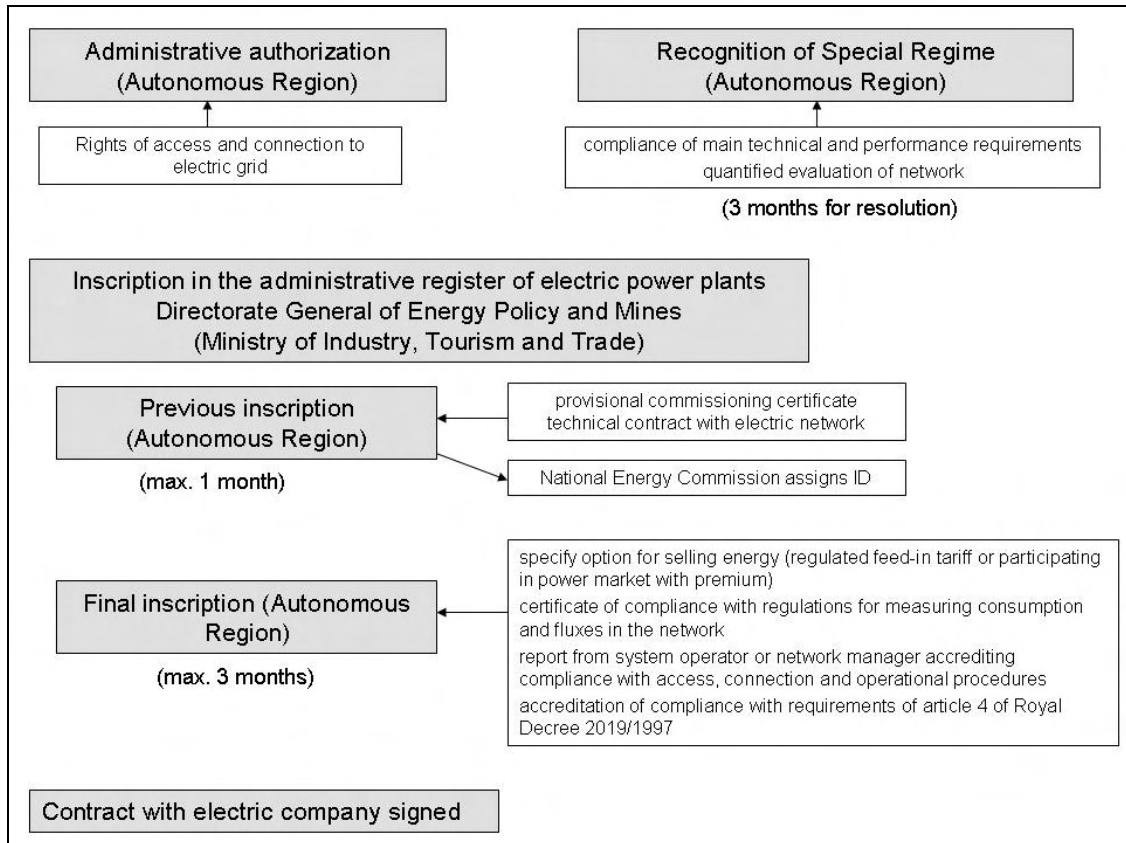 Administrative authorization
(Autonomous Region)
Rights of access and connection to
electric grid
Recognition of Special Regime
(Autonomous Region)
compliance of main technical and performance requirements
quantified evaluation of network
(3 months for resolution)
Inscription in the administrative register of electric power plants
Directorate General of Energy Policy and Mines
(Ministry of Industry, Tourism and Trade)
Previous inscription
(Autonomous Region)
(max. 1 month)
provisional commissioning certificate
technical contract with electric network
National Energy Commission assigns ID
Final inscription (Autonomous
Region)
(max. 3 months)
specify option for selling energy (regulated feed-in tariff or participating
in power market with premium)
certificate of compliance with regulations for measuring consumption
and fluxes in the network
report from system operator or network manager accrediting
compliance with access, connection and operational procedures
accreditation of compliance with requirements of article 4 of Royal
Decree 2019/1997
Contract with electric company signed